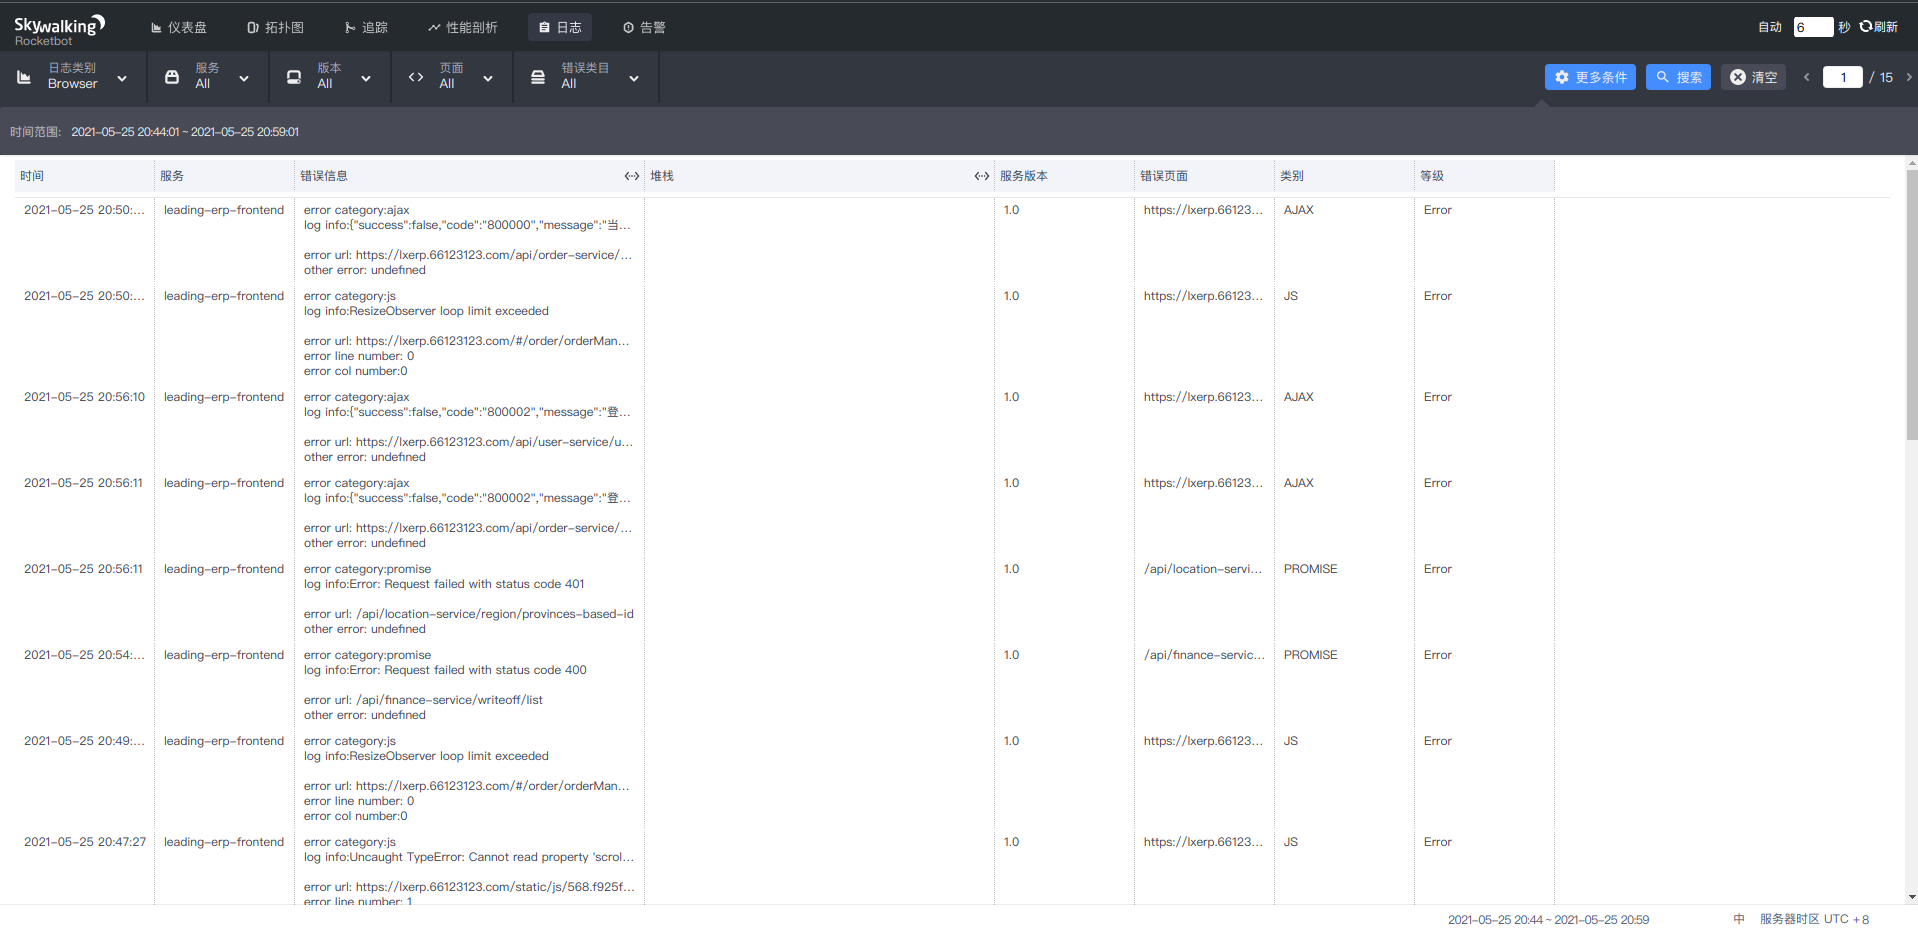 Skywalking
Rocketbot
仪表盘
拓扑图
追踪
性能剖析
日志
告警
自动
6
秒
刷新
日志类别
Browser
服务
All
版本
All
页面
All
错误类目
All
更多条件
搜索
清空
1
/ 15
时间范围: 2021-05-25 20:44:01 ~ 2021-05-25 20:59:01
时间 服务 错误信息 堆栈 服务版本 错误页面 类别 等级
2021-05-25 20:50:... leading-erp-frontend error category:ajax 1.0 https://lxerp.66123... AJAX Error
log info:{"success":false,"code":"800000","message":"当...
error url: https://lxerp.66123123.com/api/order-service/...
other error: undefined
2021-05-25 20:50:... leading-erp-frontend error category:js 1.0 https://lxerp.66123... JS Error
log info:ResizeObserver loop limit exceeded
error url: https://lxerp.66123123.com/#/order/orderMan...
error line number: 0
error col number:0
2021-05-25 20:56:10 leading-erp-frontend error category:ajax 1.0 https://lxerp.66123... AJAX Error
log info:{"success":false,"code":"800002","message":"登...
error url: https://lxerp.66123123.com/api/user-service/u...
other error: undefined
2021-05-25 20:56:11 leading-erp-frontend error category:ajax 1.0 https://lxerp.66123... AJAX Error
log info:{"success":false,"code":"800002","message":"登...
error url: https://lxerp.66123123.com/api/order-service/...
other error: undefined
2021-05-25 20:56:11 leading-erp-frontend error category:promise 1.0 /api/location-servi... PROMISE Error
log info:Error: Request failed with status code 401
error url: /api/location-service/region/provinces-based-id
other error: undefined
2021-05-25 20:54:... leading-erp-frontend error category:promise 1.0 /api/finance-servic... PROMISE Error
log info:Error: Request failed with status code 400
error url: /api/finance-service/writeoff/list
other error: undefined
2021-05-25 20:49:... leading-erp-frontend error category:js 1.0 https://lxerp.66123... JS Error
log info:ResizeObserver loop limit exceeded
error url: https://lxerp.66123123.com/#/order/orderMan...
error line number: 0
error col number:0
2021-05-25 20:47:27 leading-erp-frontend error category:js 1.0 https://lxerp.66123... JS Error
log info:Uncaught TypeError: Cannot read property 'scrol...
error url: https://lxerp.66123123.com/static/js/568.f925f...
error line number: 1
2021-05-25 20:44 ~ 2021-05-25 20:59
中
服务器时区 UTC + 8